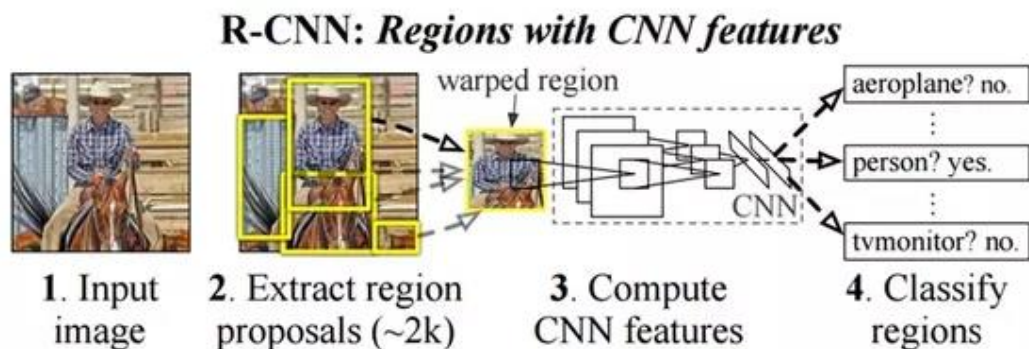 R-CNN: Regions with CNN features
warped region
aeroplane? no.
person? yes.
CNN
tvmonitor? no.
1. Input
image
2. Extract region
proposals (~2k)
3. Compute
CNN features
4. Classify
regions